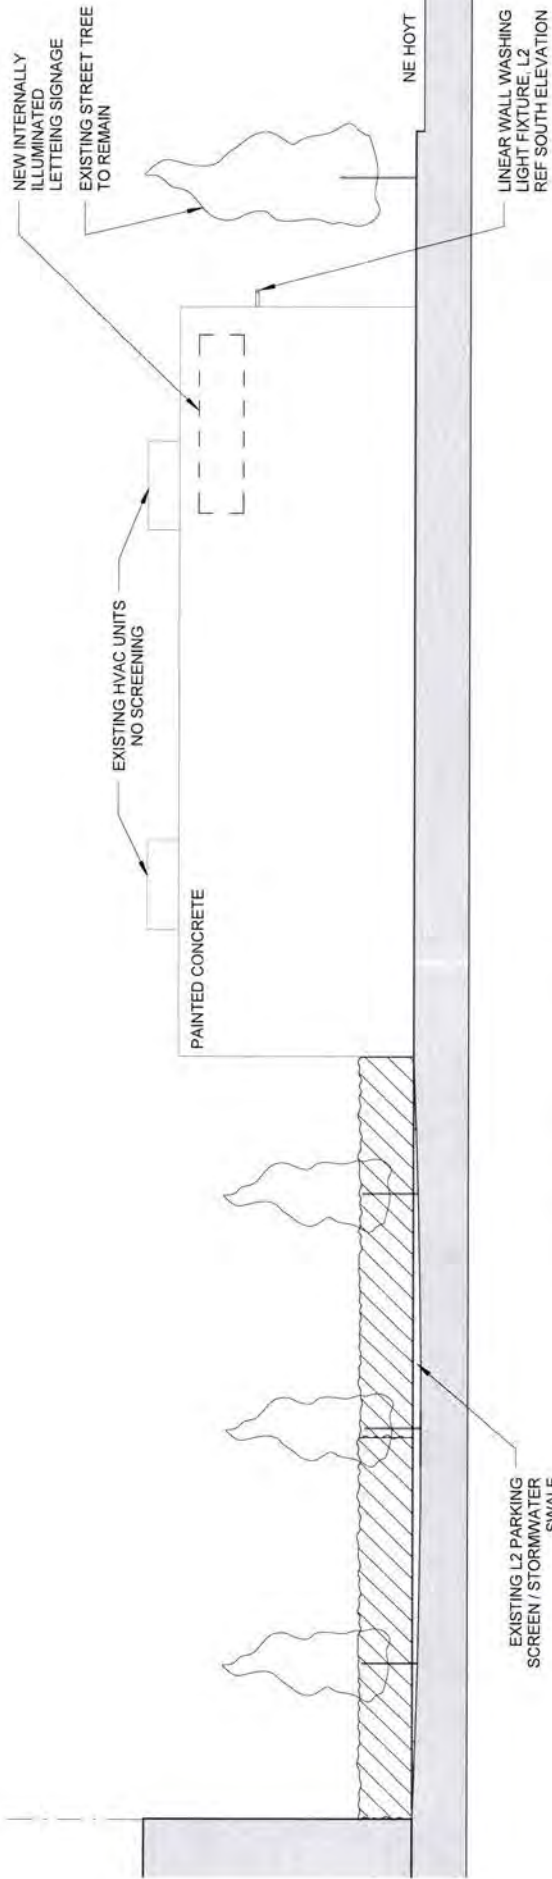 NEW INTERNALLY
ILLUMINATED
LETTEING SIGNAGE
EXISTING STREET TREE
TO REMAIN
EXISTING HVAC UNITS
NO SCREENING
PAINTED CONCRETE
NE HOYT
LINEAR WALL WASHING
LIGHT FIXTURE, L2
REF SOUTH ELEVATION
EXISTING L2 PARKING
SCREEN / STORMWATER
SWALE